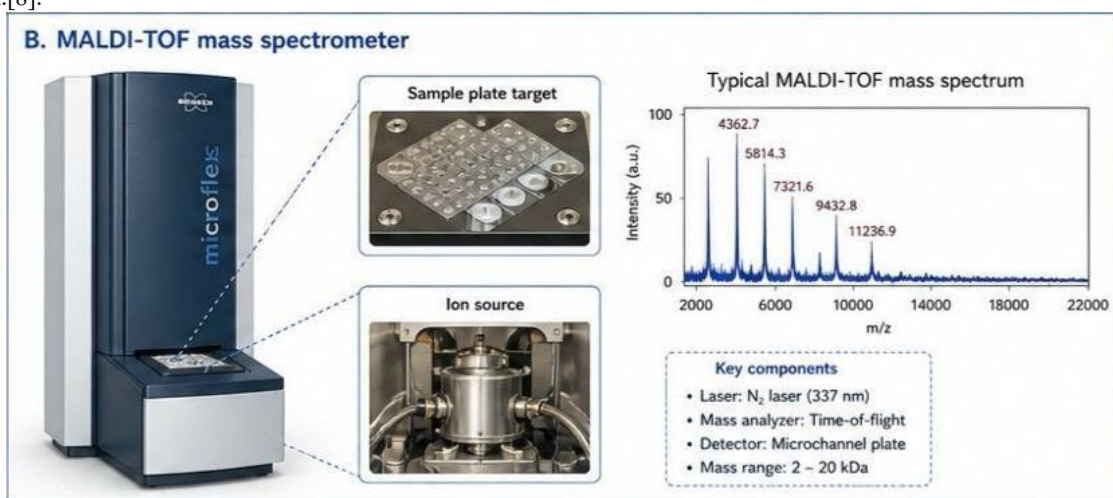 B. MALDI-TOF mass spectrometer
microflex
Sample plate target
Ion source
Typical MALDI-TOF mass spectrum
Intensity (a.u.)
100
50
0
4362.7
5814.3
7321.6
9432.8
11236.9
2000 6000 10000 14000 18000 22000
m/z
Key components
• Laser: N₂ laser (337 nm)
• Mass analyzer: Time-of-flight
• Detector: Microchannel plate
• Mass range: 2 – 20 kDa